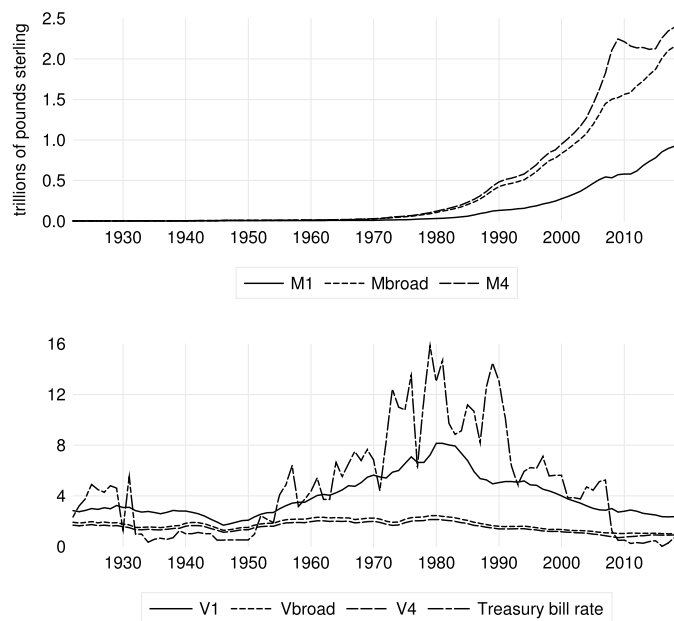 trillions of pounds sterling
2.5
2.0
1.5
1.0
0.5
0.0
1930 1940 1950 1960 1970 1980 1990 2000 2010
M1 Mbroad M4
16
12
8
4
0
1930 1940 1950 1960 1970 1980 1990 2000 2010
V1 Vbroad V4 Treasury bill rate